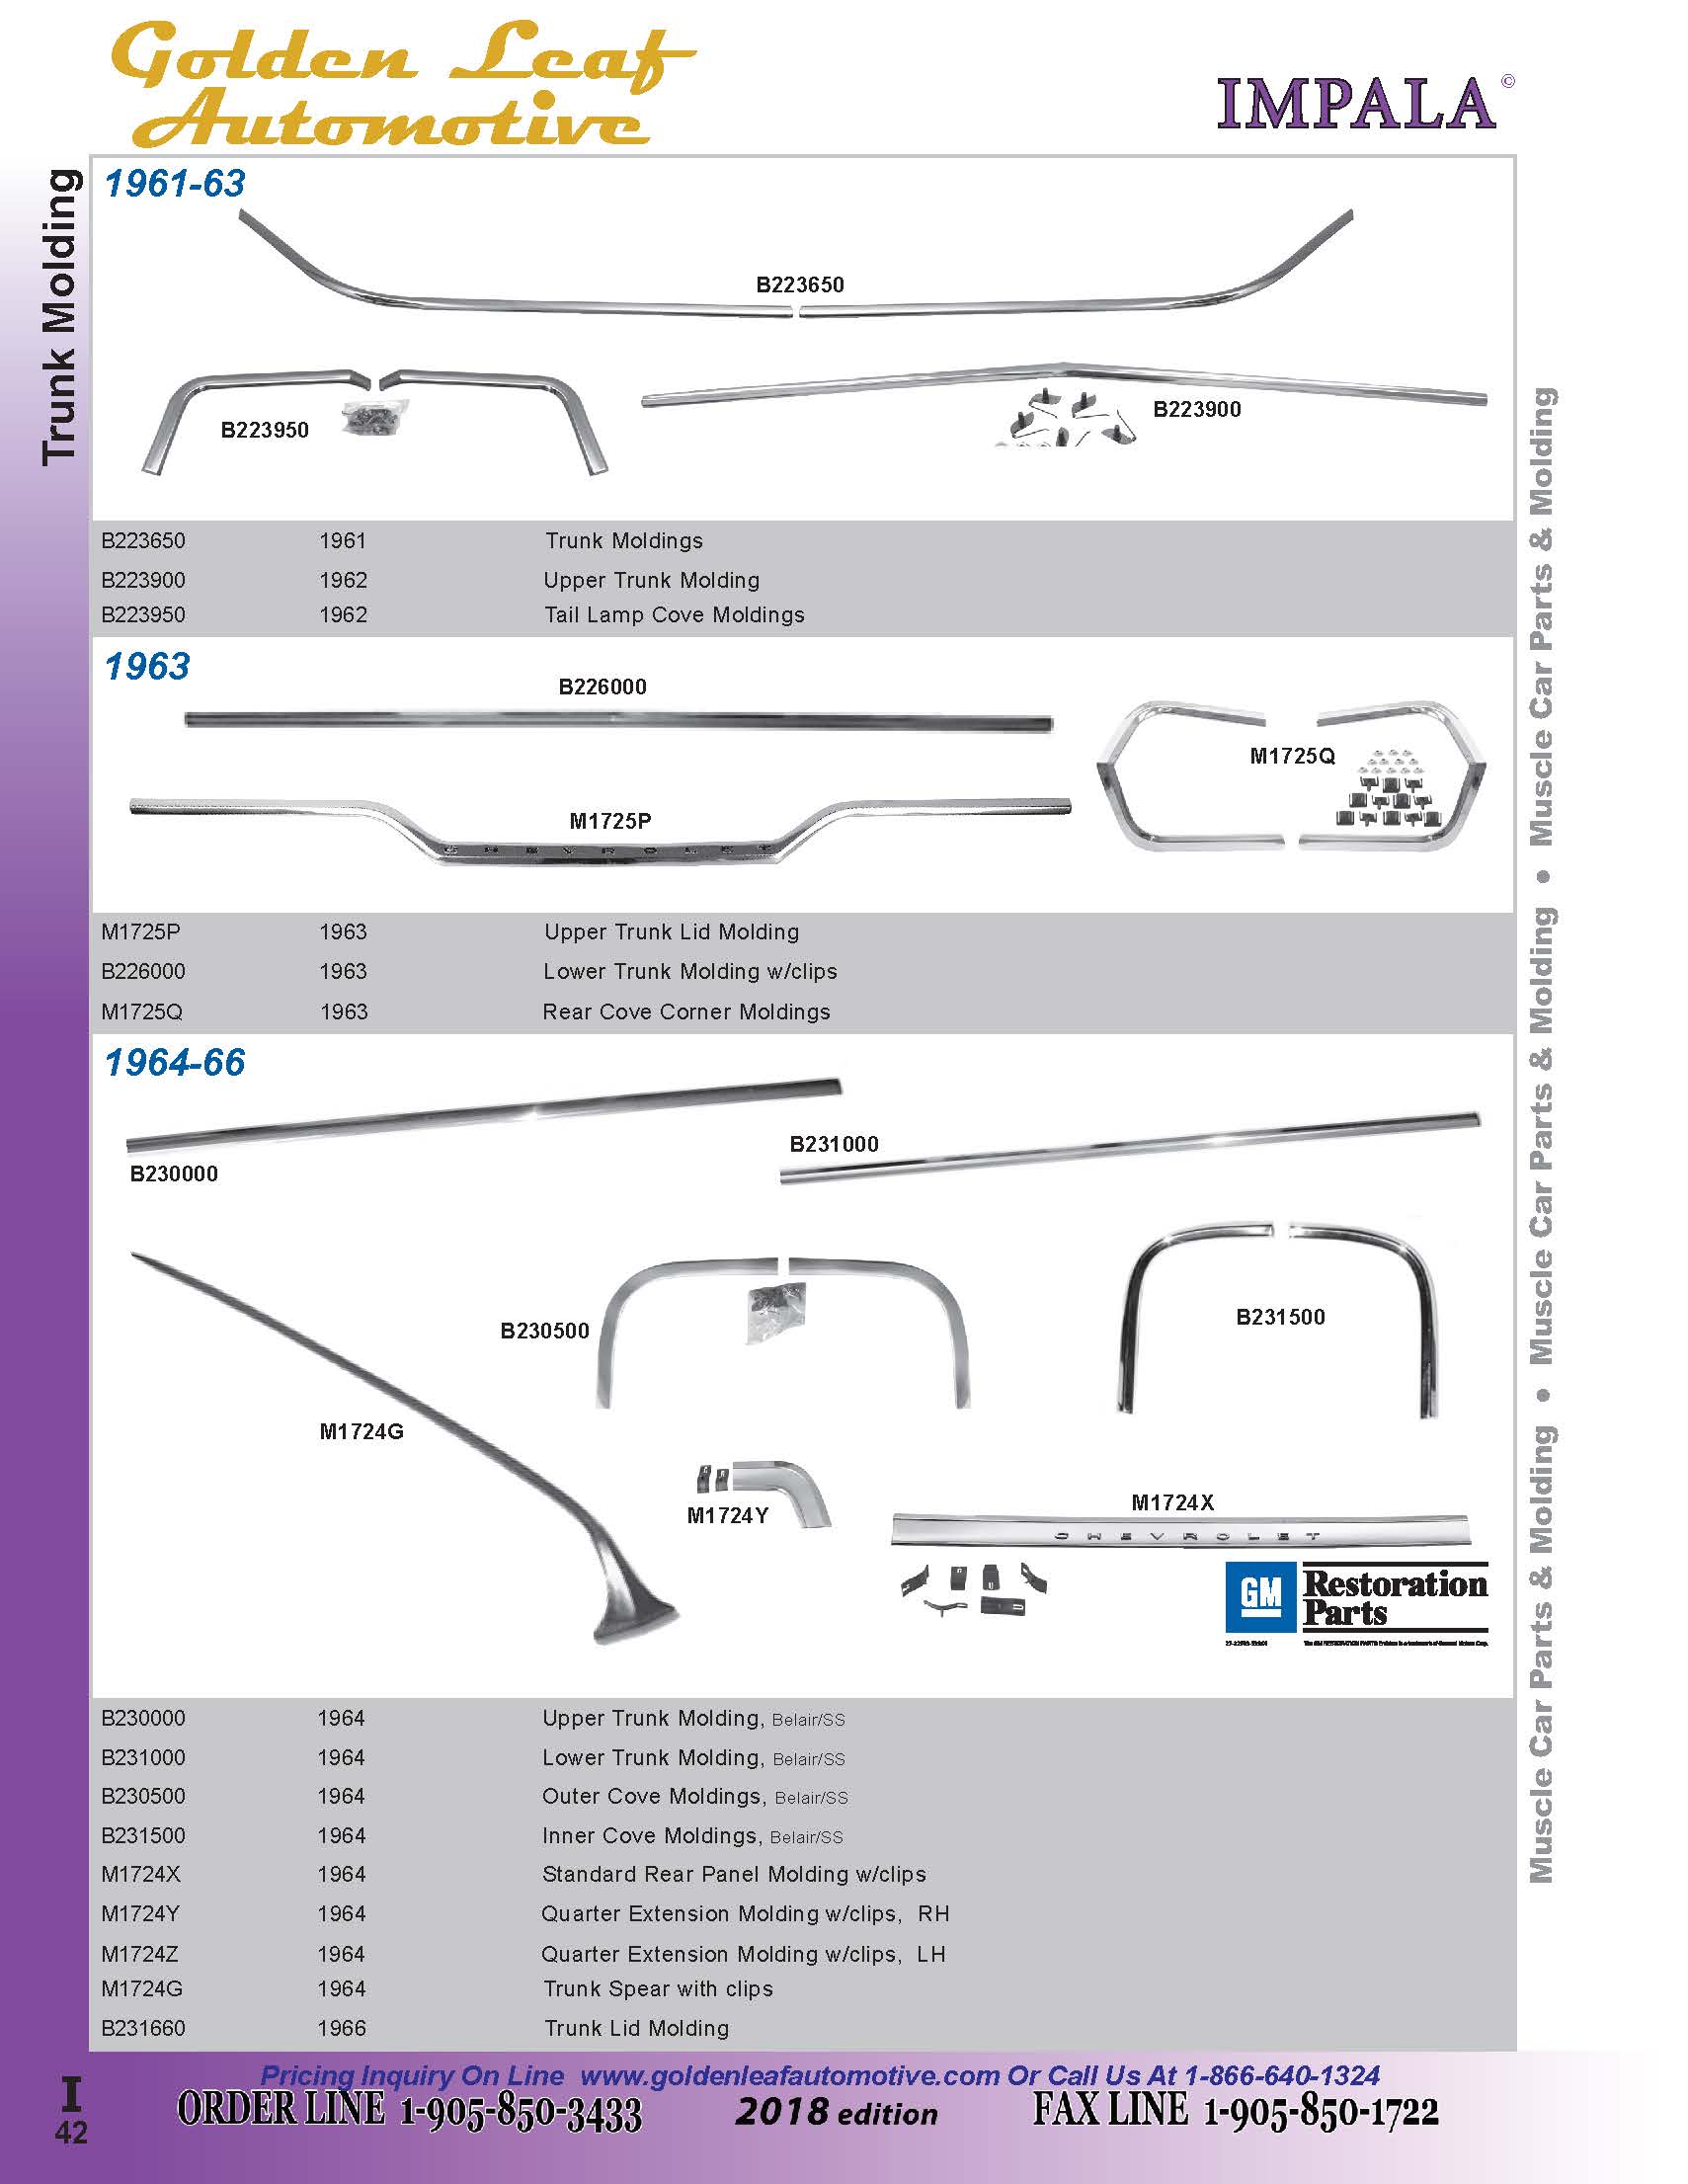 Golden Leaf
Automotive
IMPALA©
Trunk Molding
1961-63
B223650
B223950
B223900
B223650 1961 Trunk Moldings
B223900 1962 Upper Trunk Molding
B223950 1962 Tail Lamp Cove Moldings
1963
B226000
M1725Q
M1725P
CHEVROLET
M1725P 1963 Upper Trunk Lid Molding
B226000 1963 Lower Trunk Molding w/clips
M1725Q 1963 Rear Cove Corner Moldings
1964-66
B231000
B230000
B231500
B230500
M1724G
M1724X
M1724Y
CHEVROLET
GM Restoration
Parts
B230000 1964 Upper Trunk Molding, Belair/SS
B231000 1964 Lower Trunk Molding, Belair/SS
B230500 1964 Outer Cove Moldings, Belair/SS
B231500 1964 Inner Cove Moldings, Belair/SS
M1724X 1964 Standard Rear Panel Molding w/clips
M1724Y 1964 Quarter Extension Molding w/clips, RH
M1724Z 1964 Quarter Extension Molding w/clips, LH
M1724G 1964 Trunk Spear with clips
B231660 1966 Trunk Lid Molding
Muscle Car Parts & Molding • Muscle Car Parts & Molding • Muscle Car Parts & Molding
Pricing Inquiry On Line www.goldenleafautomotive.com Or Call Us At 1-866-640-1324
I
42
ORDER LINE 1-905-850-3433 2018 edition FAX LINE 1-905-850-1722